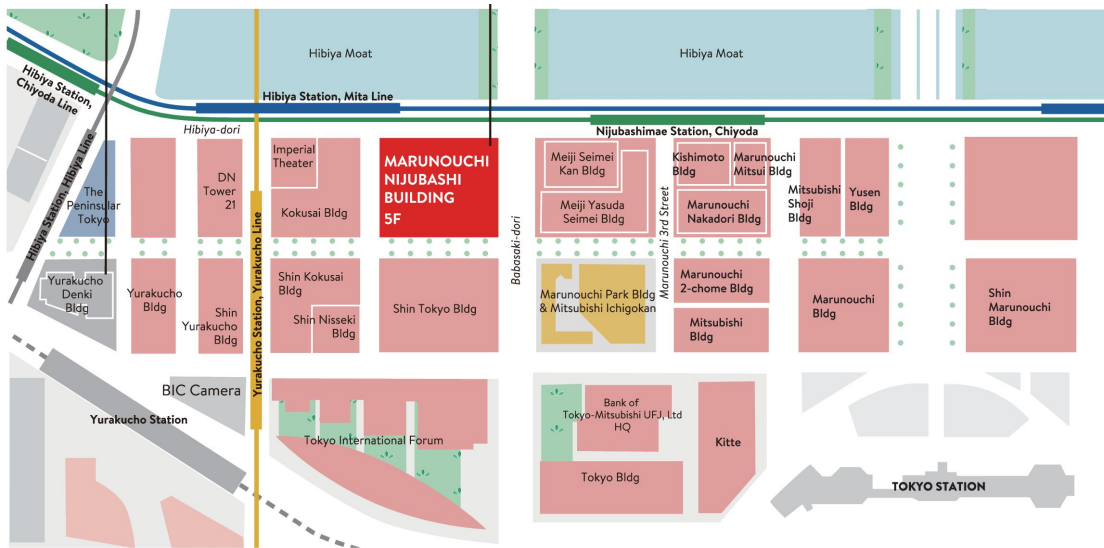 Hibiya Moat
Hibiya Moat
Hibiya Station,
Chiyoda Line
Hibiya Station, Mita Line
Hibiya-dori
Nijubashimae Station, Chiyoda
Hibiya Station, Hibiya Line
The
Peninsular
Tokyo
DN
Tower
21
Imperial
Theater
Kokusai Bldg
MARUNOUCHI
NIJUBASHI
BUILDING
5F
Meiji Seimei
Kan Bldg
Meiji Yasuda
Seimei Bldg
Kishimoto
Bldg
Marunouchi
Mitsui Bldg
Marunouchi
Nakadori Bldg
Mitsubishi
Shoji
Bldg
Yusen
Bldg
Yurakucho Station, Yurakucho Line
Babasaki-dori
Marunouchi 3rd Street
Yurakucho
Denki
Bldg
Yurakucho
Bldg
Shin
Yurakucho
Bldg
Shin Kokusai
Bldg
Shin Nisseki
Bldg
Shin Tokyo Bldg
Marunouchi Park Bldg
& Mitsubishi Ichigokan
Marunouchi
2-chome Bldg
Mitsubishi
Bldg
Marunouchi
Bldg
Shin
Marunouchi
Bldg
BIC Camera
Yurakucho Station
Tokyo International Forum
Bank of
Tokyo-Mitsubishi UFJ, Ltd
HQ
Tokyo Bldg
Kitte
TOKYO STATION